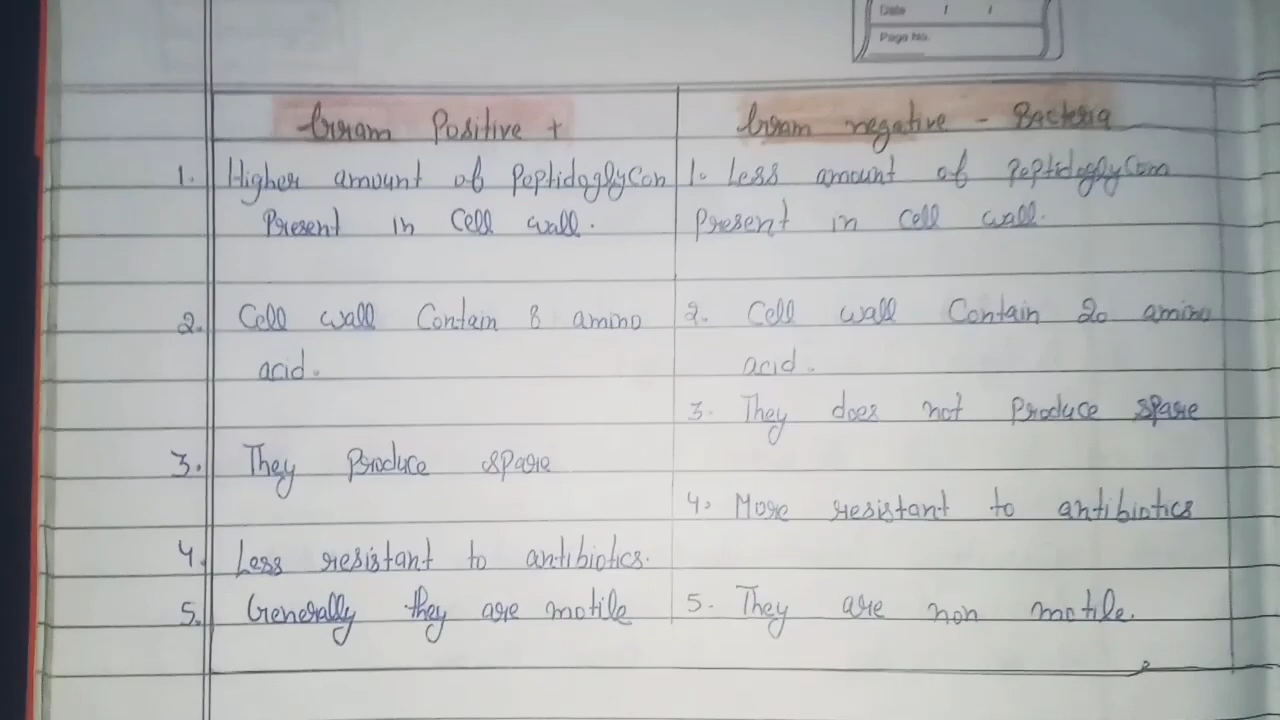 Date / /
Page No.
Gram Positive + Gram negative - Bacteria
1. Higher amount of Peptidoglycan 1. Less amount of Peptidoglycan
Present in Cell wall. Present in Cell wall.
2. Cell wall Contain 8 amino 2. Cell wall Contain 20 amino
acid. acid.
3. They does not Produce spare
3. They Produce spare
4. More resistant to antibiotics
4. Less resistant to antibiotics.
5. Generally they are motile 5. They are non motile.